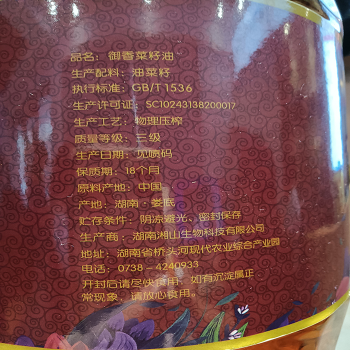 品名：御香菜籽油
生产配料：油菜籽
执行标准：GB/T1536
生产许可证：SC10243138200017
生产工艺：物理压榨
质量等级：三级
生产日期：见喷码
保质期：18个月
原料产地：中国
产地：湖南·娄底
贮存条件：阴凉避光、密封保存
生产商：湖南湘山生物科技有限公司
地址：湖南省桥头河现代农业综合产业园
电话：0738-4240933
开封后请尽快食用，如有沉淀属正
常现象，请放心食用。